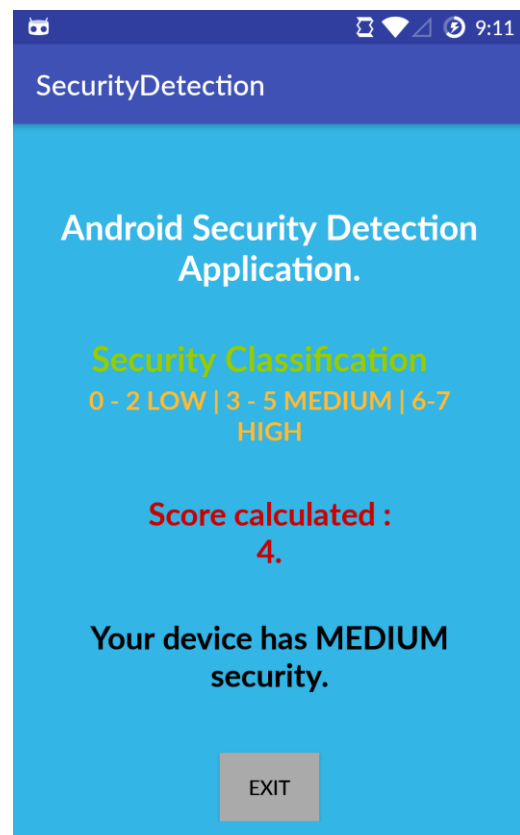 9:11
SecurityDetection
Android Security Detection
Application.
Security Classification
0 - 2 LOW | 3 - 5 MEDIUM | 6-7
HIGH
Score calculated :
4.
Your device has MEDIUM
security.
EXIT